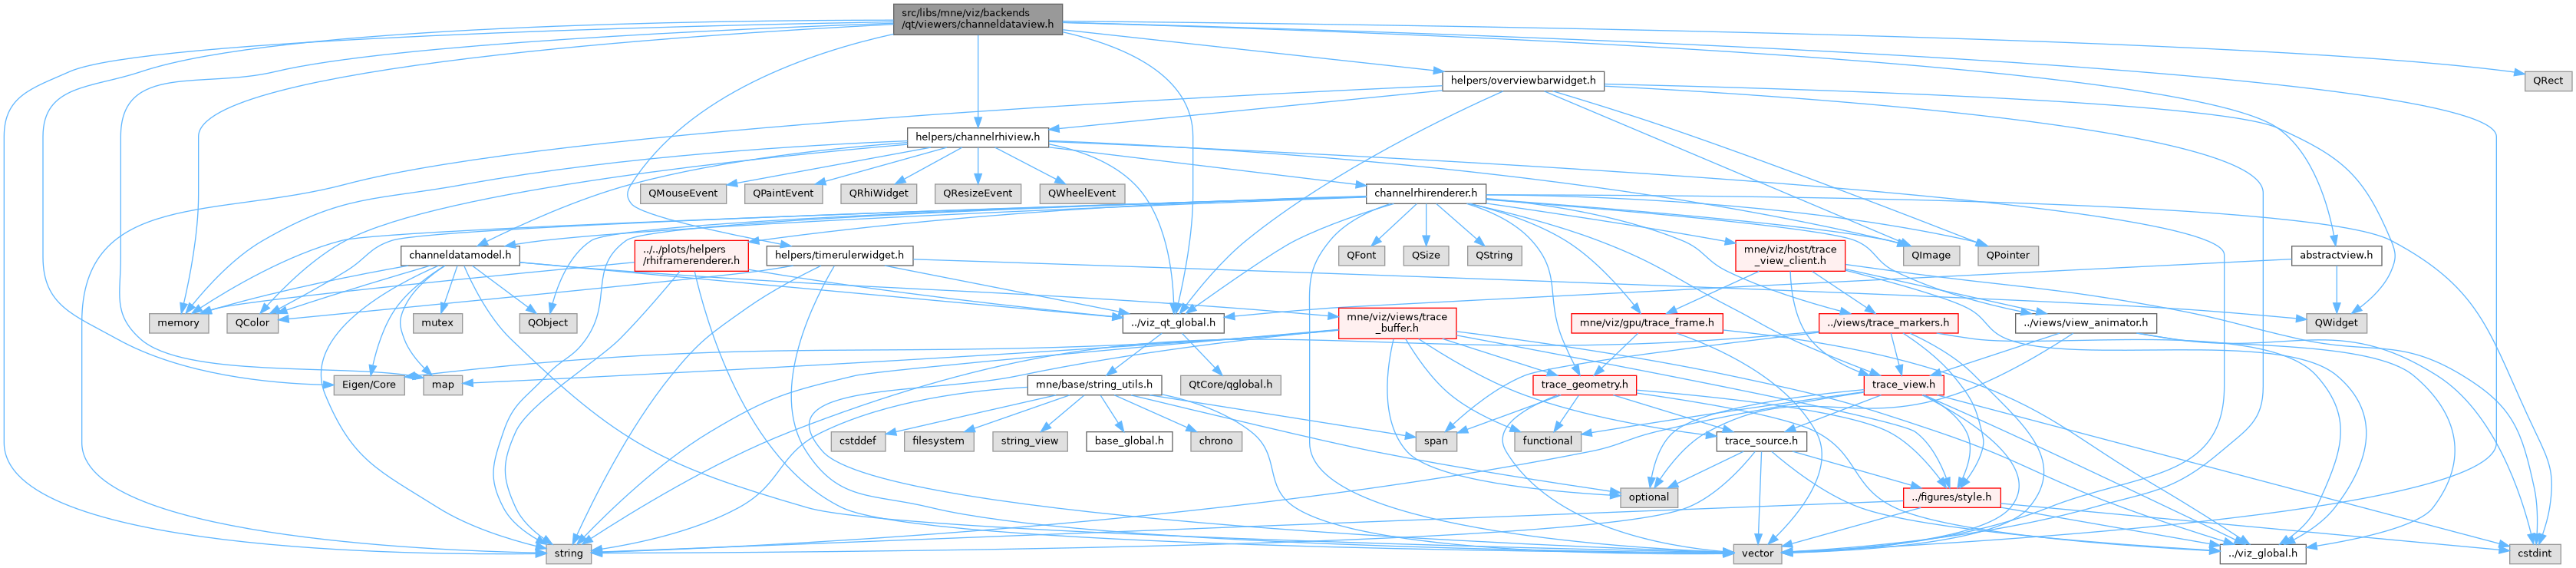 src/libs/mne/viz/backends
/qt/viewers/channeldataview.h
helpers/overviewbarwidget.h
QRect
helpers/channelrhiview.h
QMouseEvent
QPaintEvent
QRhiWidget
QResizeEvent
QWheelEvent
channelrhirenderer.h
channeldatamodel.h
../../plots/helpers
/rhiframerenderer.h
helpers/timerulerwidget.h
QFont
QSize
QString
mne/viz/host/trace
_view_client.h
QImage
QPointer
abstractview.h
memory
QColor
mutex
QObject
../viz_qt_global.h
mne/viz/views/trace
_buffer.h
mne/viz/gpu/trace_frame.h
../views/trace_markers.h
../views/view_animator.h
QWidget
Eigen/Core
map
mne/base/string_utils.h
QtCore/qglobal.h
trace_geometry.h
trace_view.h
cstddef
filesystem
string_view
base_global.h
chrono
span
functional
trace_source.h
optional
../figures/style.h
string
vector
../viz_global.h
cstdint